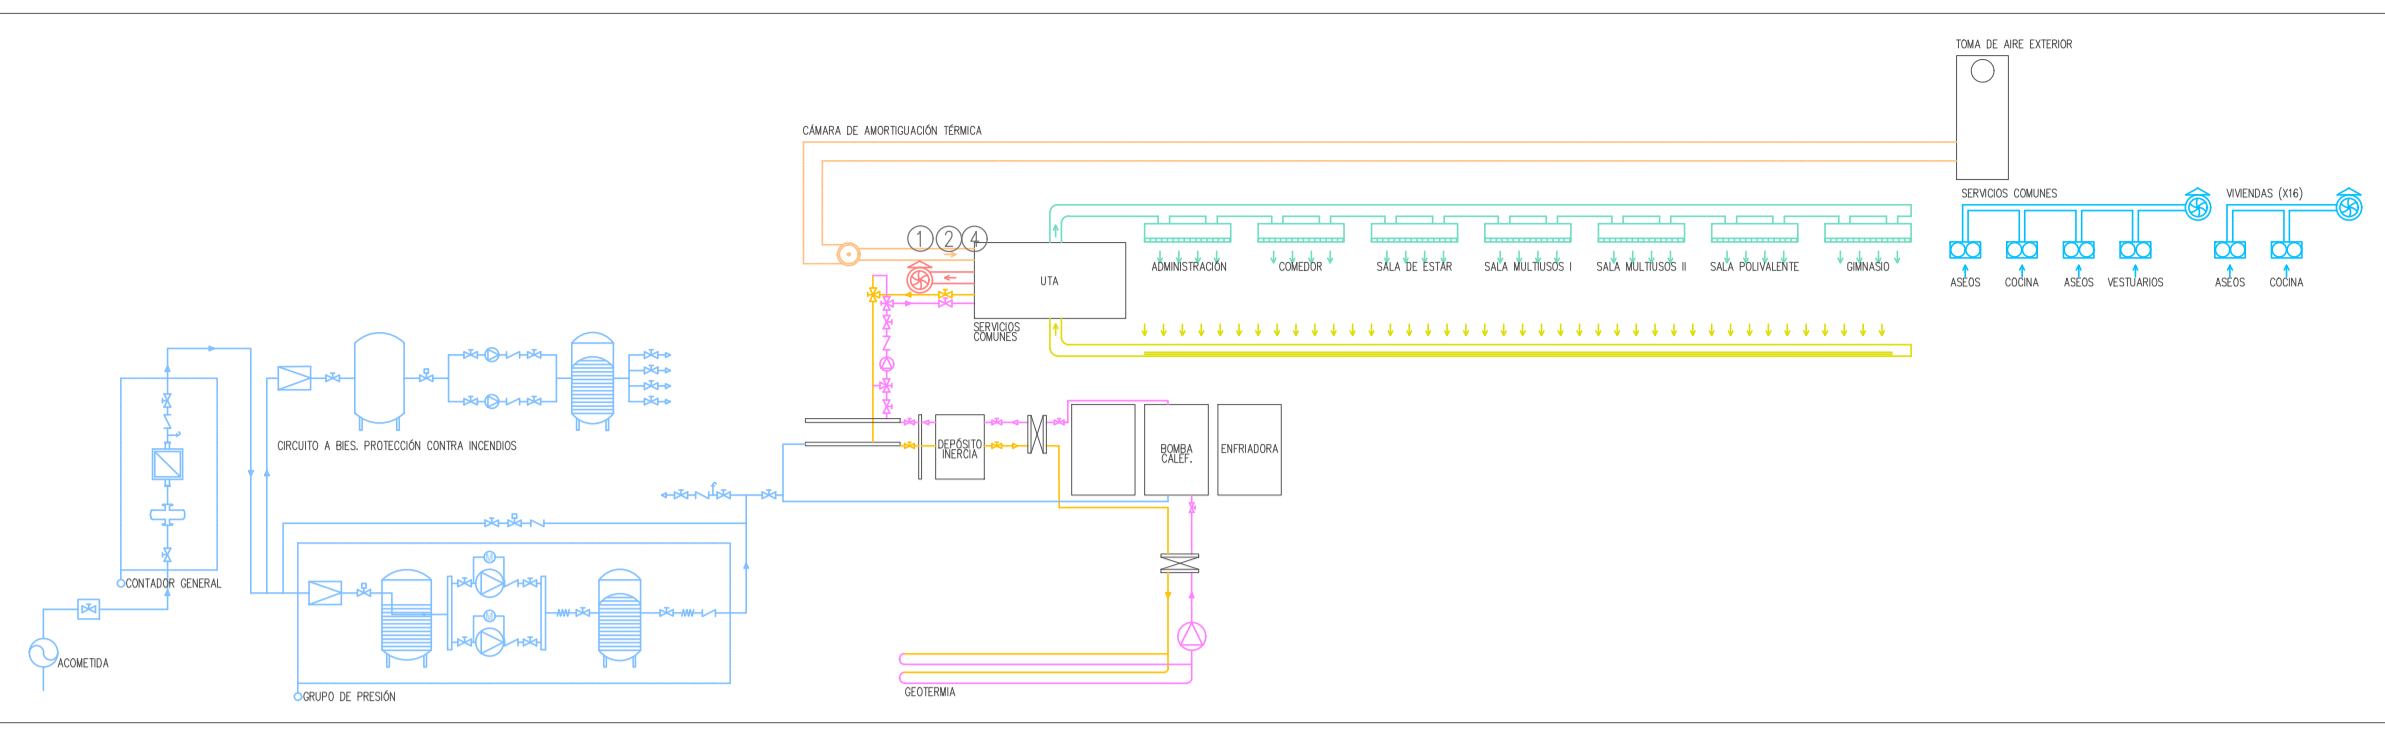 TOMA DE AIRE EXTERIOR
CÁMARA DE AMORTIGUACIÓN TÉRMICA
SERVICIOS COMUNES
VIVIENDAS (X16)
1 2 4
UTA
ADMINISTRACIÓN
COMEDOR
SALA DE ESTAR
SALA MULTIUSOS I
SALA MULTIUSOS II
SALA POLIVALENTE
GIMNASIO
ASEOS
COCINA
ASEOS
VESTUARIOS
ASEOS
COCINA
SERVICIOS
COMUNES
CIRCUITO A BIES. PROTECCIÓN CONTRA INCENDIOS
DEPÓSITO
INERCIA
BOMBA
CALEF.
ENFRIADORA
M
CONTADOR GENERAL
M
ACOMETIDA
GRUPO DE PRESIÓN
GEOTERMIA